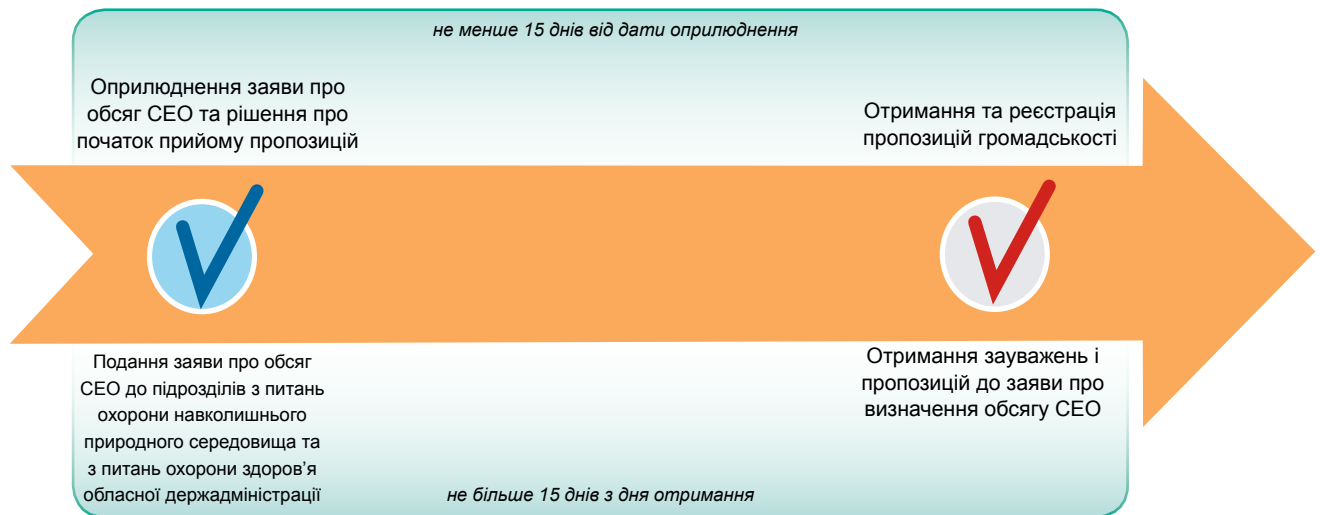 не менше 15 днів від дати оприлюднення
Оприлюднення заяви про
обсяг СЕО та рішення про
початок прийому пропозицій
Отримання та реєстрація
пропозицій громадськості
Подання заяви про обсяг
СЕО до підрозділів з питань
охорони навколишнього
природного середовища та
з питань охорони здоров’я
обласної держадміністрації
Отримання зауважень і
пропозицій до заяви про
визначення обсягу СЕО
не більше 15 днів з дня отримання